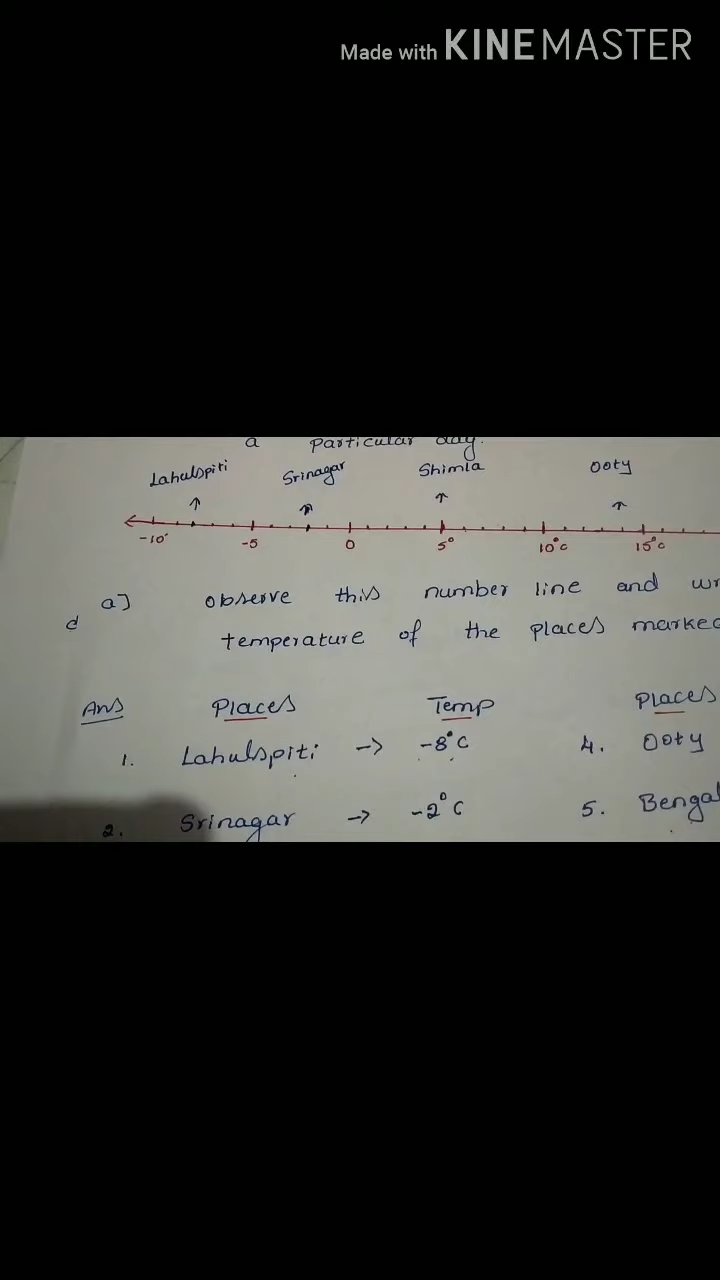 Made with KINEMASTER
a particular day.
Lahulspiti Srinagar Shimla Ooty
-10° -5 0 5° 10°c 15°c
a] observe this number line and
d temperature of the places marked
Ans Places Temp Places
1. Lahulspiti -> -8°C 4. Ooty
2. Srinagar -> -2°C 5.